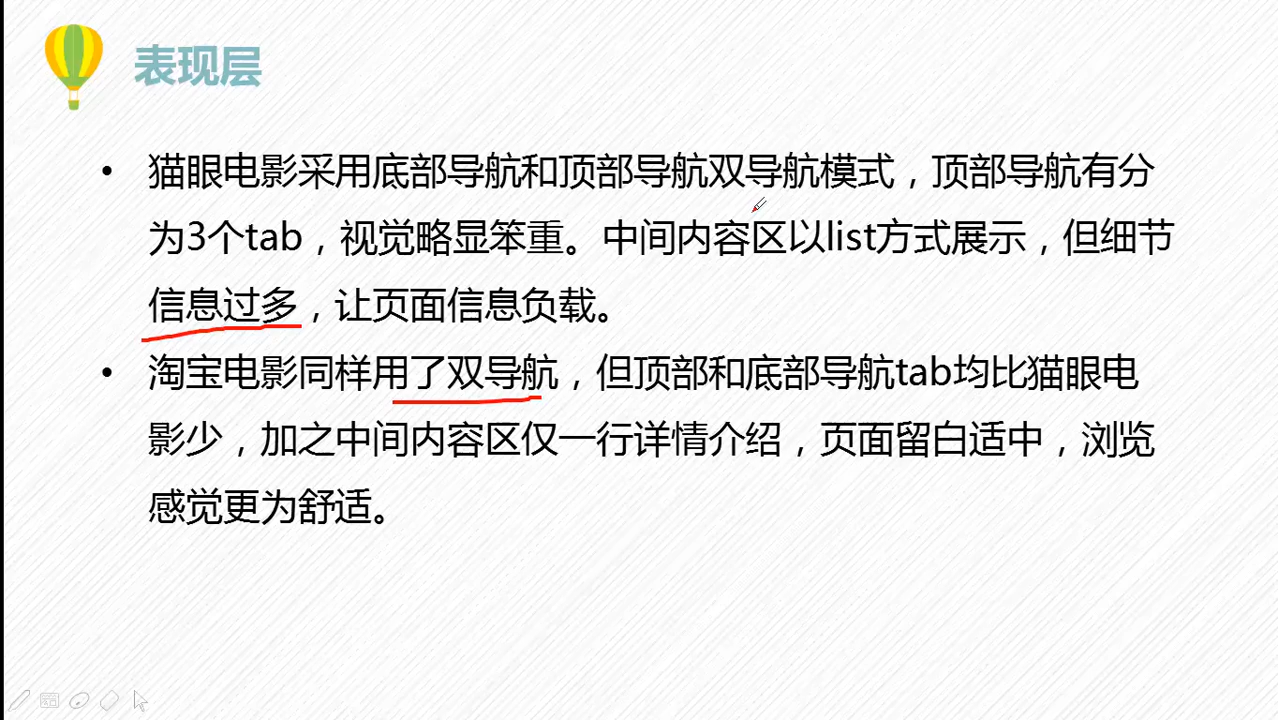 表现层
• 猫眼电影采用底部导航和顶部导航双导航模式，顶部导航有分
为3个tab，视觉略显笨重。中间内容区以list方式展示，但细节
信息过多，让页面信息负载。
• 淘宝电影同样用了双导航，但顶部和底部导航tab均比猫眼电
影少，加之中间内容区仅一行详情介绍，页面留白适中，浏览
感觉更为舒适。